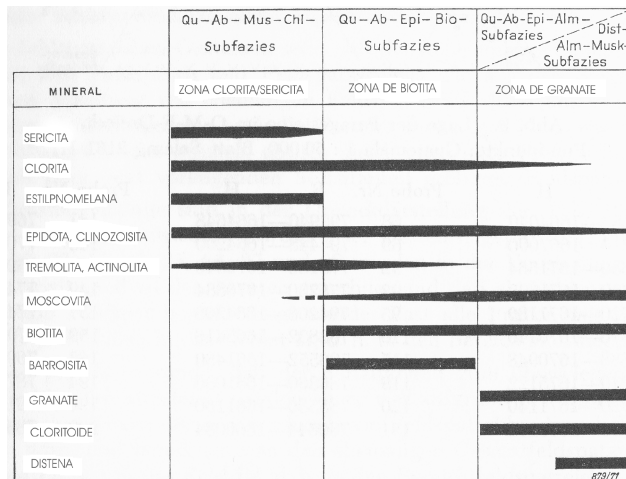 Qu-Ab-Mus-Chl-
Subfazies
Qu-Ab-Epi-Bio-
Subfazies
Qu-Ab-Epi-Alm-
Subfazies
Dist-
Alm-Musk-
Subfazies
MINERAL
ZONA CLORITA/SERICITA
ZONA DE BIOTITA
ZONA DE GRANATE
SERICITA
CLORITA
ESTILPNOMELANA
EPIDOTA, CLINOZOISITA
TREMOLITA, ACTINOLITA
MOSCOVITA
BIOTITA
BARROISITA
GRANATE
CLORITOIDE
DISTENA
879/71